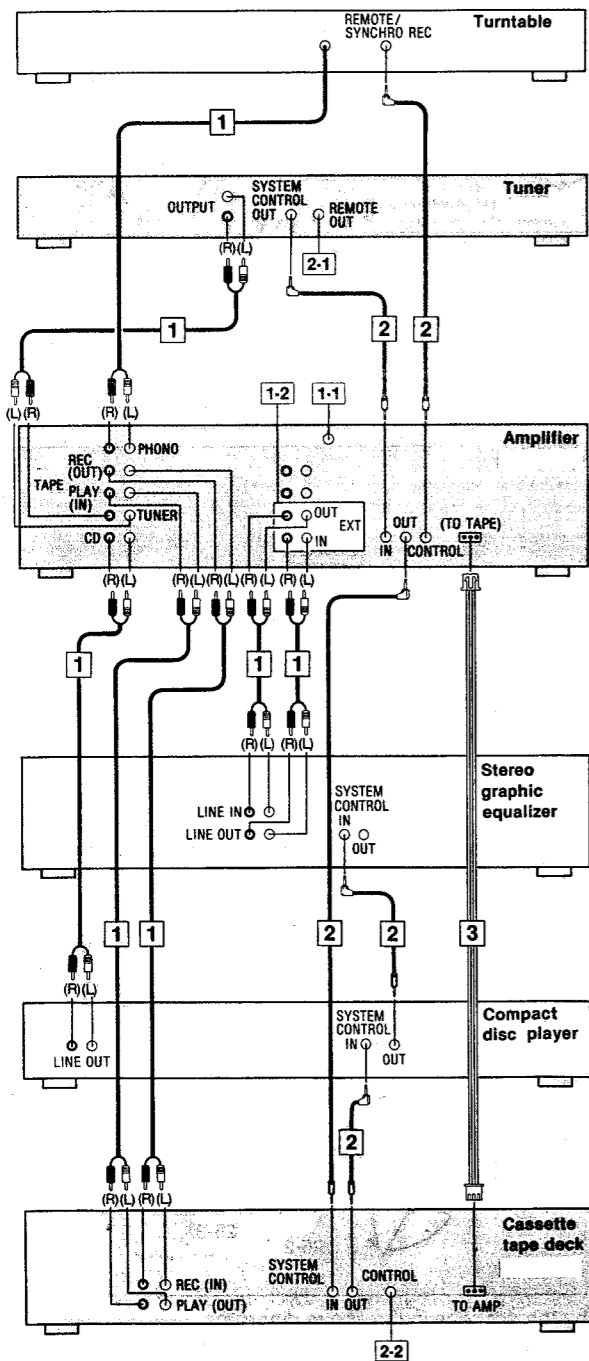 REMOTE/
SYNCHRO REC
Turntable
1
2
Tuner
OUTPUT
SYSTEM
CONTROL
OUT
REMOTE
OUT
(R) (L)
2-1
1
2
2
(L) (R)
(R) (L)
1-2
1-1
Amplifier
PHONO
REC
(OUT)
TAPE
PLAY
(IN)
TUNER
CD
OUT
EXT
IN
IN
OUT
CONTROL
(TO TAPE)
(R) (L)
(R) (L)
(R) (L)
(R) (L)
(R) (L)
1
1
1
(R) (L)
(R) (L)
Stereo
graphic
equalizer
LINE IN
LINE OUT
SYSTEM
CONTROL
IN
OUT
1
1
2
2
3
(R) (L)
Compact
disc player
LINE OUT
SYSTEM
CONTROL
IN
OUT
2
(R) (L)
(R) (L)
Cassette
tape deck
REC (IN)
PLAY (OUT)
SYSTEM
CONTROL
IN OUT
CONTROL
TO AMP
2-2